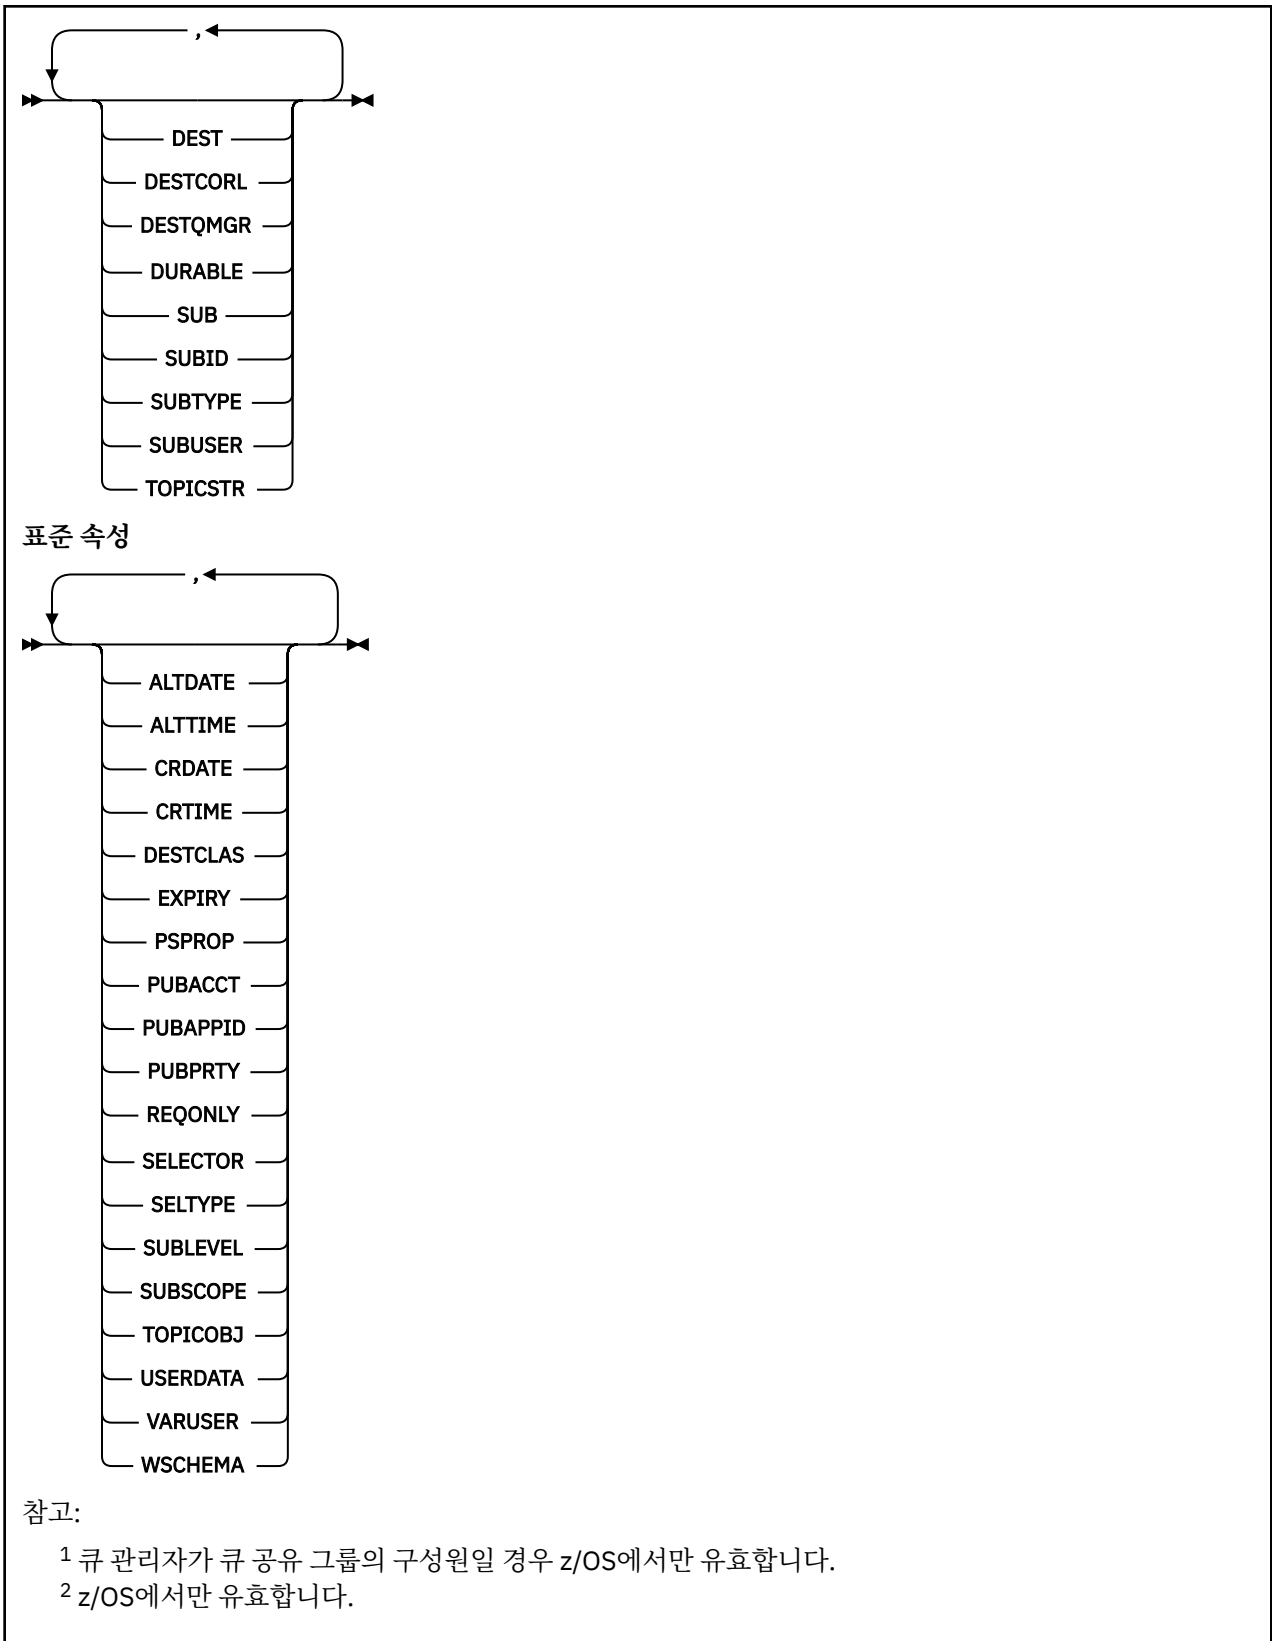 ,
DEST
DESTCORL
DESTQMGR
DURABLE
SUB
SUBID
SUBTYPE
SUBUSER
TOPICSTR
표준 속성
,
ALTDATE
ALTTIME
CRDATE
CRTIME
DESTCLAS
EXPIRY
PSPROP
PUBACCT
PUBAPPID
PUBPRTY
REQONLY
SELECTOR
SELTYPE
SUBLEVEL
SUBSCOPE
TOPICOBJ
USERDATA
VARUSER
WSCHEMA
참고:
1 큐 관리자가 큐 공유 그룹의 구성원일 경우 z/OS에서만 유효합니다.
2 z/OS에서만 유효합니다.